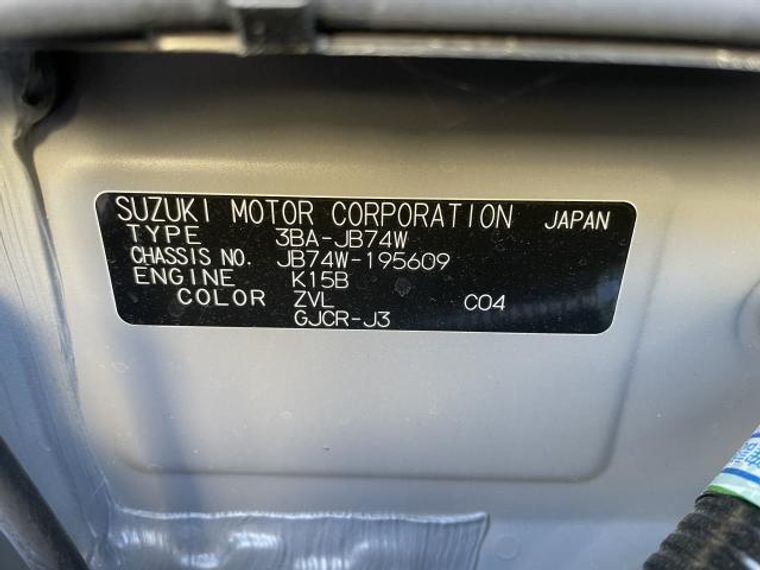 SUZUKI MOTOR CORPORATION JAPAN
TYPE 3BA-JB74W
CHASSIS NO. JB74W-195609
ENGINE K15B
COLOR ZVL C04
GJCR-J3